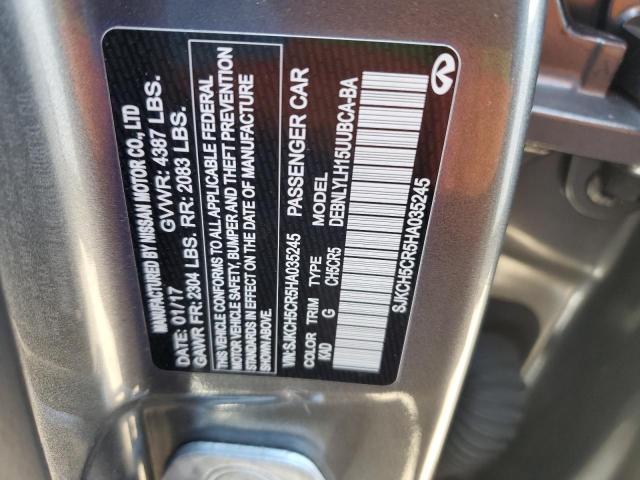 MANUFACTURED BY NISSAN MOTOR CO., LTD
DATE: 01/17 GVWR: 4387 LBS.
GAWR FR: 2304 LBS. RR: 2083 LBS.
THIS VEHICLE CONFORMS TO ALL APPLICABLE FEDERAL
MOTOR VEHICLE SAFETY, BUMPER AND THEFT PREVENTION
STANDARDS IN EFFECT ON THE DATE OF MANUFACTURE
SHOWN ABOVE.
VIN:SJKCH5CR5HA035245 PASSENGER CAR
COLOR TRIM TYPE MODEL
KAD G CH5CR5 DEBNLYLH15UUBCA-BA
SJKCH5CR5HA035245